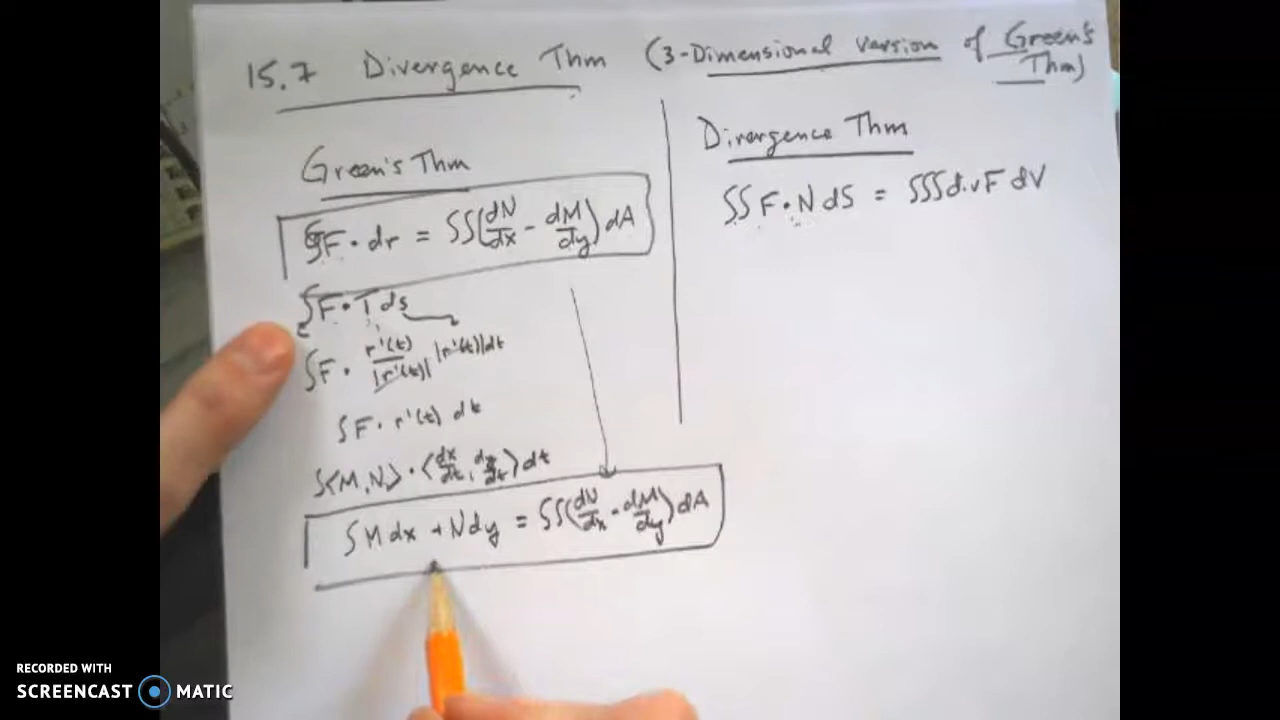 15.7 Divergence Thm (3-Dimensional version of Green's Thm)
Green's Thm
∮F · dr = ∫∫(dN/dx - dM/dy) dA
∫F · T ds
∫F · r'(t)/|r'(t)| |r'(t)| dt
∫F · r'(t) dt
∫<M, N> · <dx/dt, dy/dt> dt
∫M dx + N dy = ∫∫(dN/dx - dM/dy) dA
Divergence Thm
∫∫ F · N dS = ∫∫∫ div F dV
RECORDED WITH
SCREENCAST MATIC